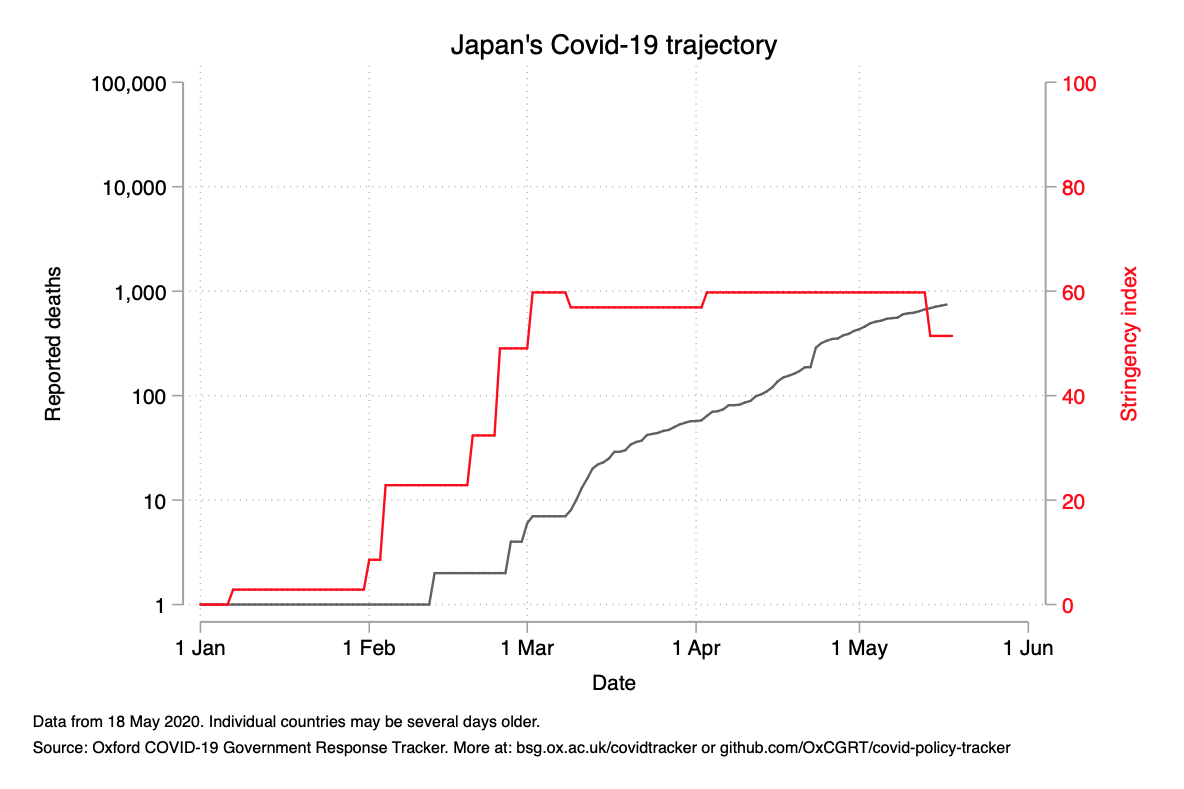 Japan's Covid-19 trajectory
100,000
10,000
1,000
100
10
1
Reported deaths
100
80
60
40
20
0
Stringency index
1 Jan 1 Feb 1 Mar 1 Apr 1 May 1 Jun
Date
Data from 18 May 2020. Individual countries may be several days older.
Source: Oxford COVID-19 Government Response Tracker. More at: bsg.ox.ac.uk/covidtracker or github.com/OxCGRT/covid-policy-tracker